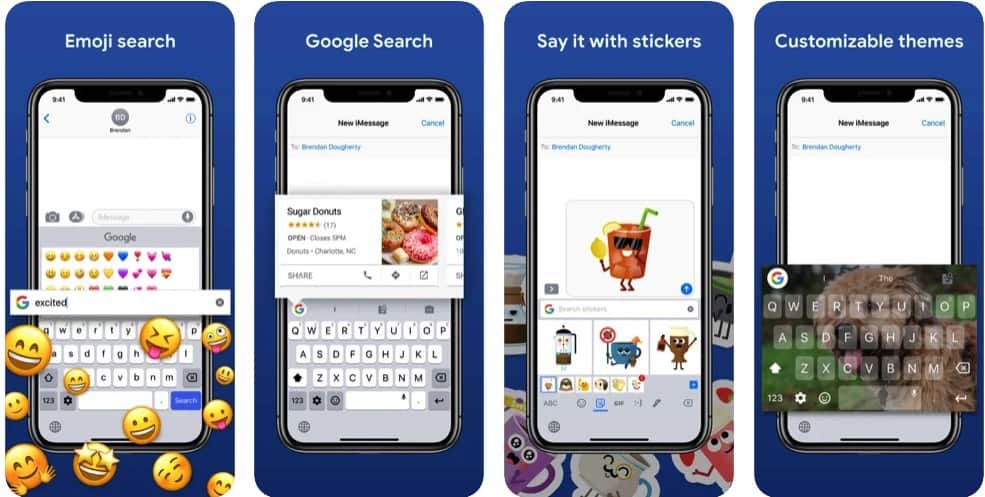 Emoji search
9:41
BD
Brendan
iMessage
Google
G excited
q w e r t y p
a s d f g h l
c v b n m
123
Search
Google Search
9:41
New iMessage Cancel
To: Brendan Dougherty
Sugar Donuts
(17)
OPEN · Closes 5PM
Donuts · Charlotte, NC
SHARE
G
Q W E R T Y U I O P
A S D F G H J K L
Z X C V B N M
123
Say it with stickers
9:41
New iMessage Cancel
To: Brendan Dougherty
G Search stickers
ABC GIF :-)
Customizable themes
9:41
New iMessage Cancel
To: Brendan Dougherty
G I The
Q W E R T Y U I O P
A S D F G H J K L
Z X C V B N M
123